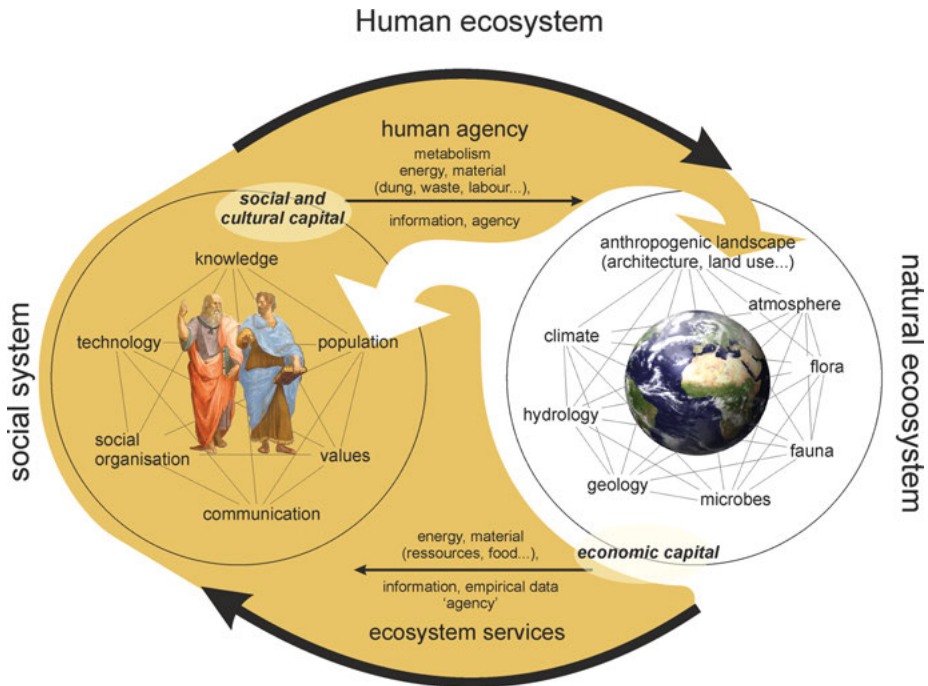 Human ecosystem
human agency
metabolism
energy, material
(dung, waste, labour...),
information, agency
social and
cultural capital
social system
knowledge
technology
population
social
organisation
values
communication
anthropogenic landscape
(architecture, land use...)
atmosphere
climate
flora
hydrology
fauna
geology
microbes
natural ecosystem
economic capital
energy, material
(ressources, food...),
information, empirical data
‘agency’
ecosystem services